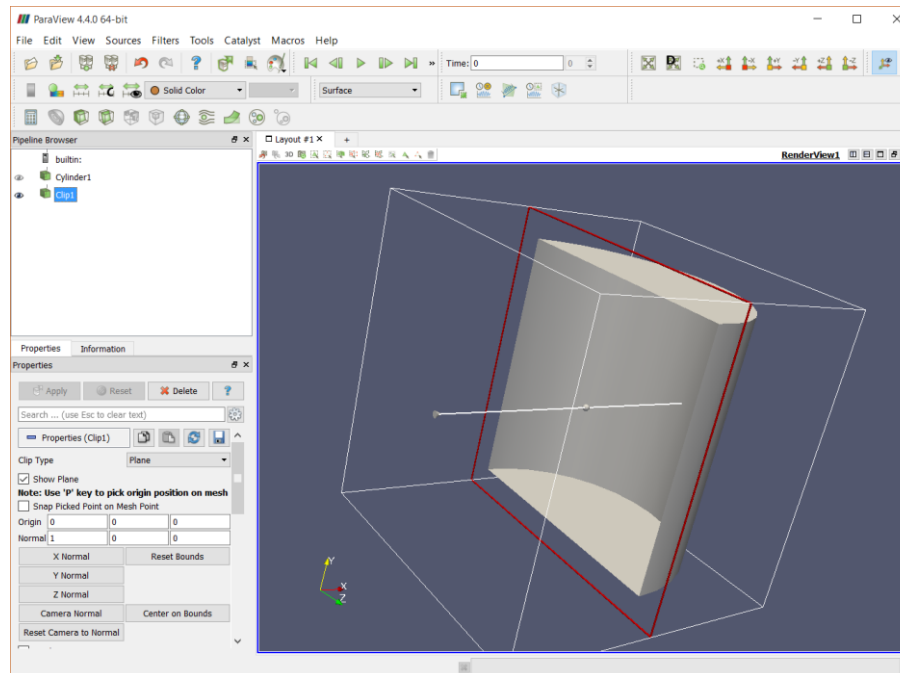 ParaView 4.4.0 64-bit
File Edit View Sources Filters Tools Catalyst Macros Help
Time: 0 0
Solid Color Surface
Pipeline Browser
Layout #1
3D RenderView1
builtin:
Cylinder1
Clip1
Properties Information
Properties
Apply Reset Delete ?
Search ... (use Esc to clear text)
Properties (Clip1)
Clip Type Plane
Show Plane
Note: Use 'P' key to pick origin position on mesh
Snap Picked Point on Mesh Point
Origin 0 0 0
Normal 1 0 0
X Normal Reset Bounds
Y Normal
Z Normal
Camera Normal Center on Bounds
Reset Camera to Normal
Y
X
Z